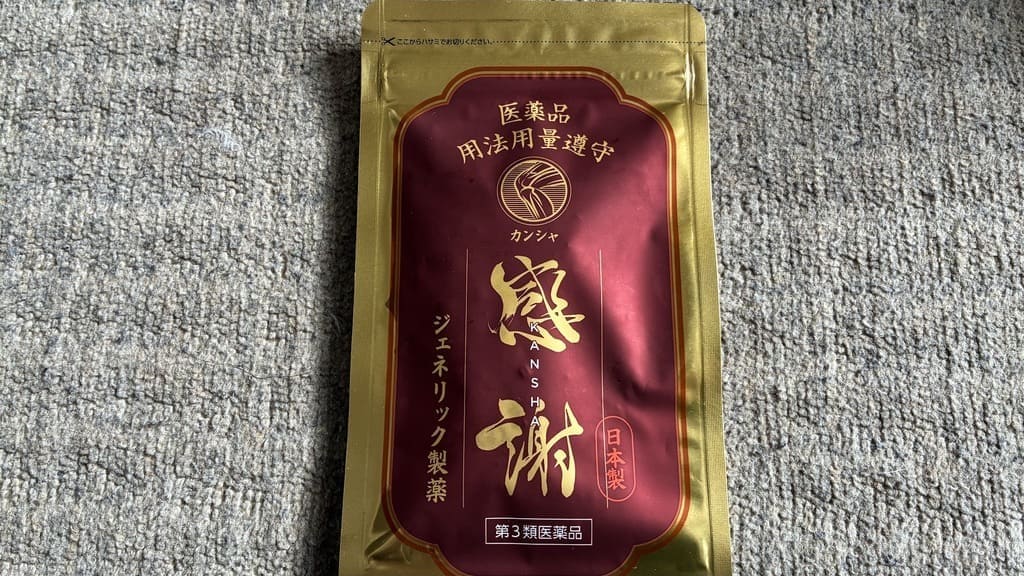 ここからハサミでお切りください。
医薬品
用法用量遵守
カンシャ
感謝
KANSHA
ジェネリック製薬
日本製
第3類医薬品